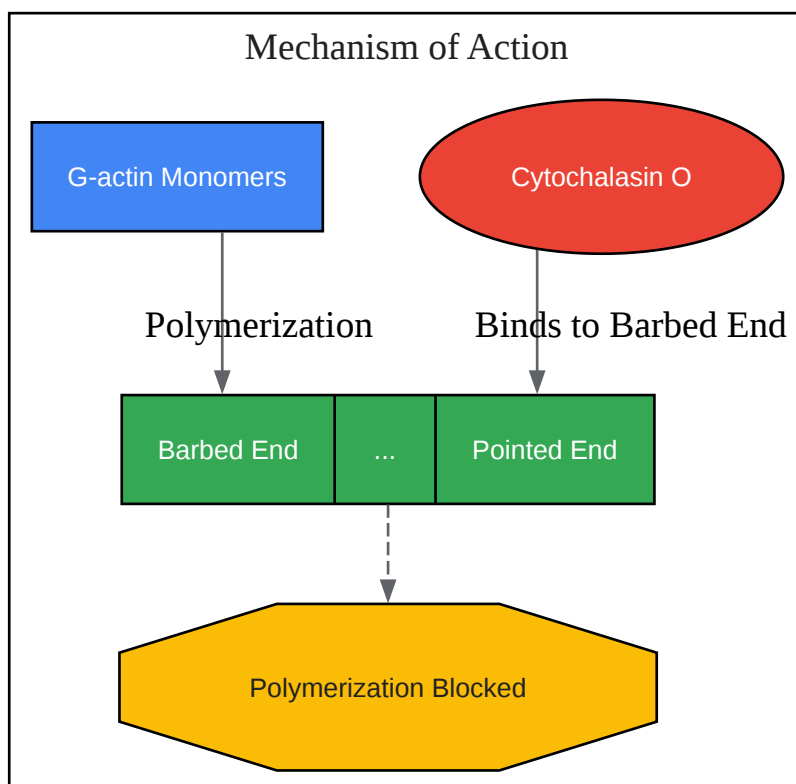 Mechanism of Action
G-actin Monomers
Cytochalasin O
Polymerization
Binds to Barbed End
Barbed End
...
Pointed End
Polymerization Blocked